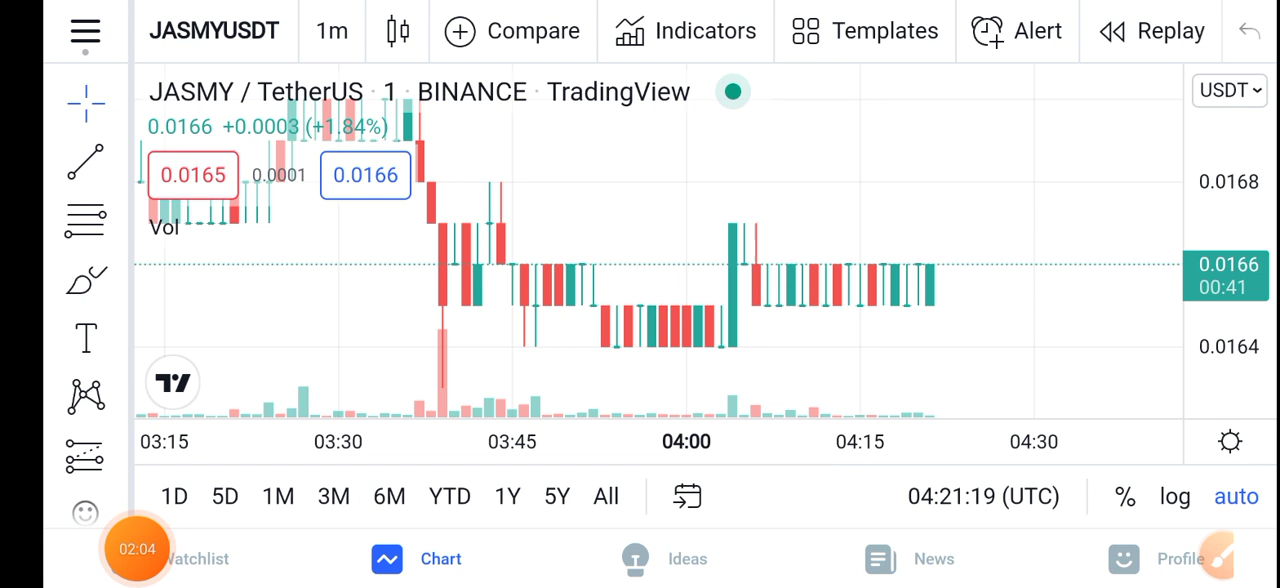 JASMYUSDT 1m Compare Indicators Templates Alert Replay
JASMY / TetherUS · 1 · BINANCE · TradingView
USDT
0.0166 +0.0003 (+1.84%)
0.0165 0.0001 0.0166
0.0168
Vol
0.0166
00:41
0.0164
03:15 03:30 03:45 04:00 04:15 04:30
1D 5D 1M 3M 6M YTD 1Y 5Y All 04:21:19 (UTC) % log auto
02:04 Chart Ideas News Profile